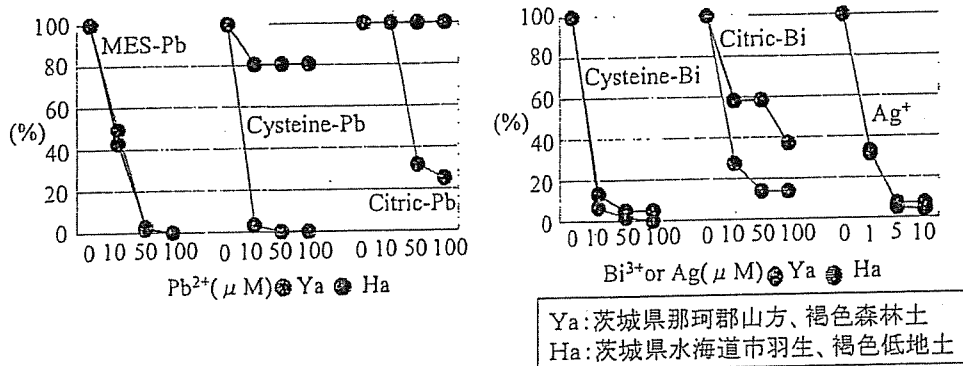 (%)
100
80
60
40
20
0
MES-Pb
Cysteine-Pb
Citric-Pb
0 10 50 100 0 10 50 100 0 10 50 100
Pb²⁺(μM) Ya Ha
(%)
100
80
60
40
20
0
Cysteine-Bi
Citric-Bi
Ag⁺
0 10 50 100 0 10 50 100 0 1 5 10
Bi³⁺or Ag(μM) Ya Ha
Ya:茨城県那珂郡山方、褐色森林土
Ha:茨城県水海道市羽生、褐色低地土